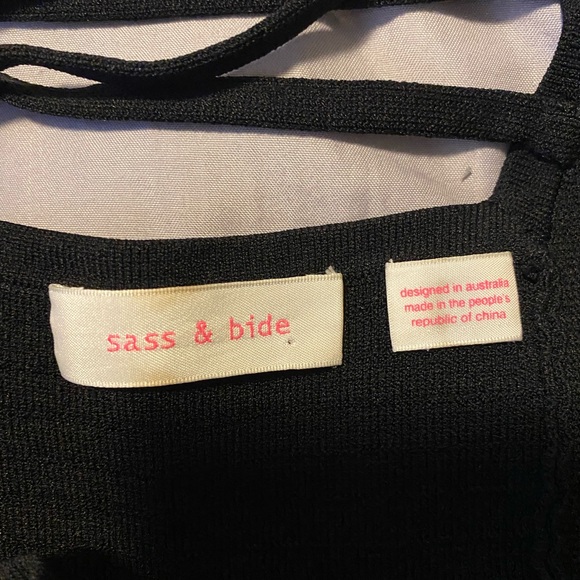 sass & bide
designed in australia
made in the people's
republic of china